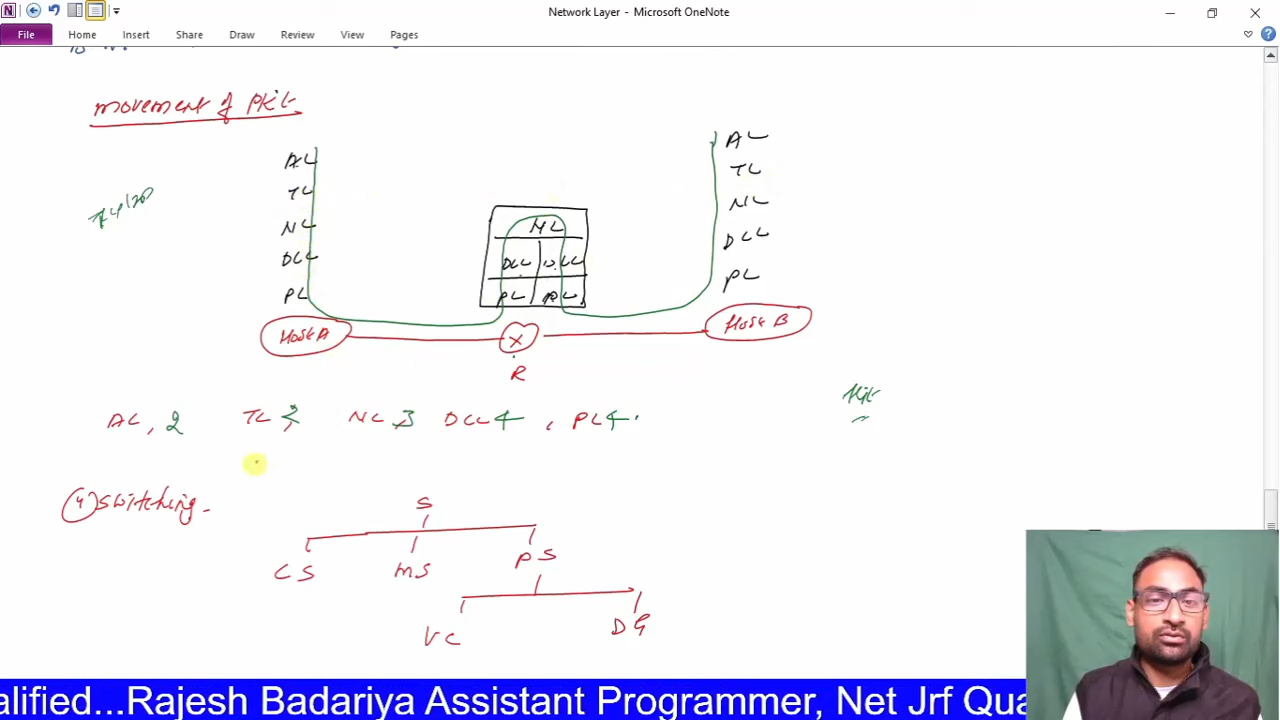 Network Layer - Microsoft OneNote
File Home Insert Share Draw Review View Pages
movement of PKt
AL
TL
NL
DLL
PL
Host A
NL
DLL DLL
PL PL
X
R
AL
TL
NL
DLL
PL
Host B
AL, 2 TL, 2 NL, 3 DLL 4, PL 4.
(4) Switching.
S
CS MS PS
VC DG
alified...Rajesh Badariya Assistant Programmer, Net Jrf Qua